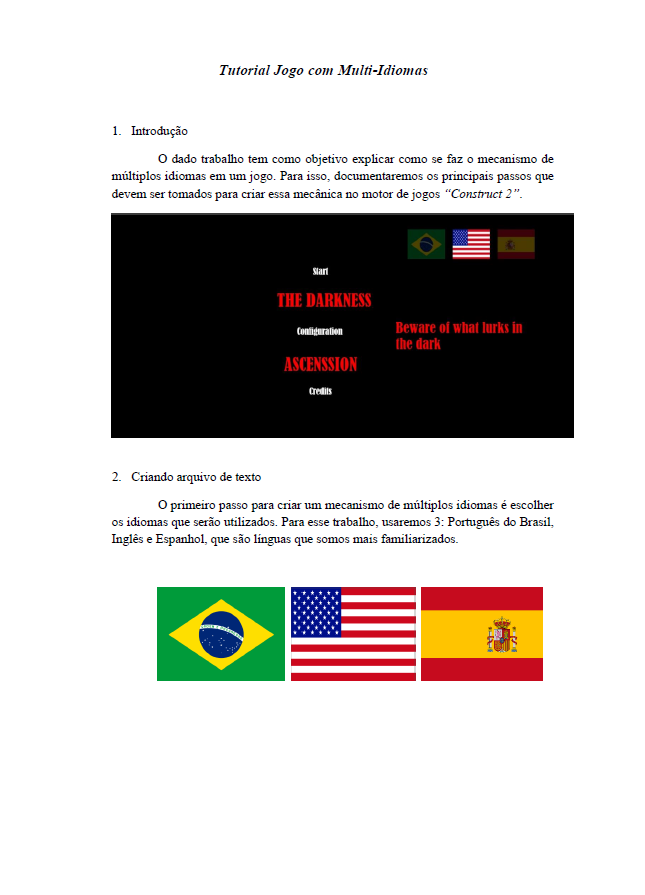 Tutorial Jogo com Multi-Idiomas
1. Introdução
O dado trabalho tem como objetivo explicar como se faz o mecanismo de
múltiplos idiomas em um jogo. Para isso, documentaremos os principais passos que
devem ser tomados para criar essa mecânica no motor de jogos “Construct 2”.
Start
THE DARKNESS
Configuration
Beware of what lurks in
the dark
ASCENSSION
Credits
2. Criando arquivo de texto
O primeiro passo para criar um mecanismo de múltiplos idiomas é escolher
os idiomas que serão utilizados. Para esse trabalho, usaremos 3: Português do Brasil,
Inglês e Espanhol, que são línguas que somos mais familiarizados.